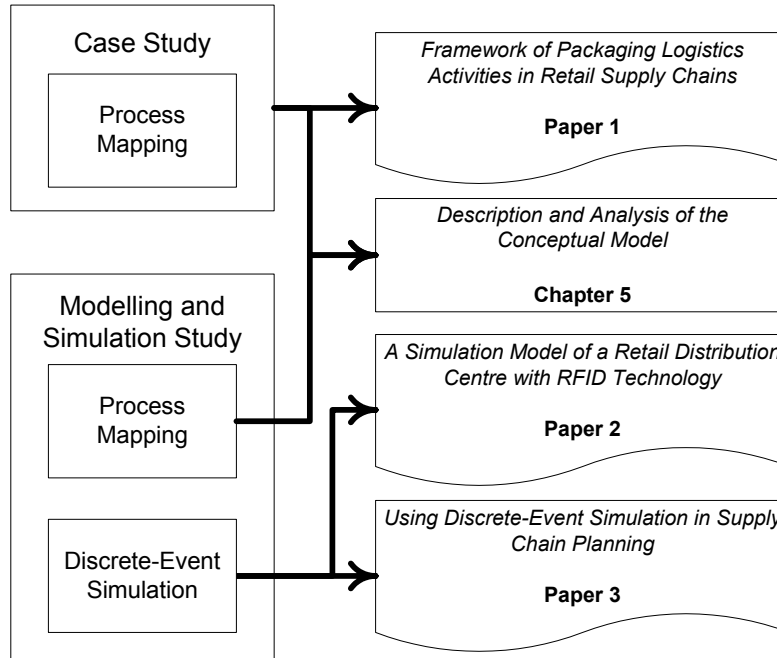 Case Study
Process
Mapping
Modelling and
Simulation Study
Process
Mapping
Discrete-Event
Simulation
Framework of Packaging Logistics
Activities in Retail Supply Chains
Paper 1
Description and Analysis of the
Conceptual Model
Chapter 5
A Simulation Model of a Retail Distribution
Centre with RFID Technology
Paper 2
Using Discrete-Event Simulation in Supply
Chain Planning
Paper 3